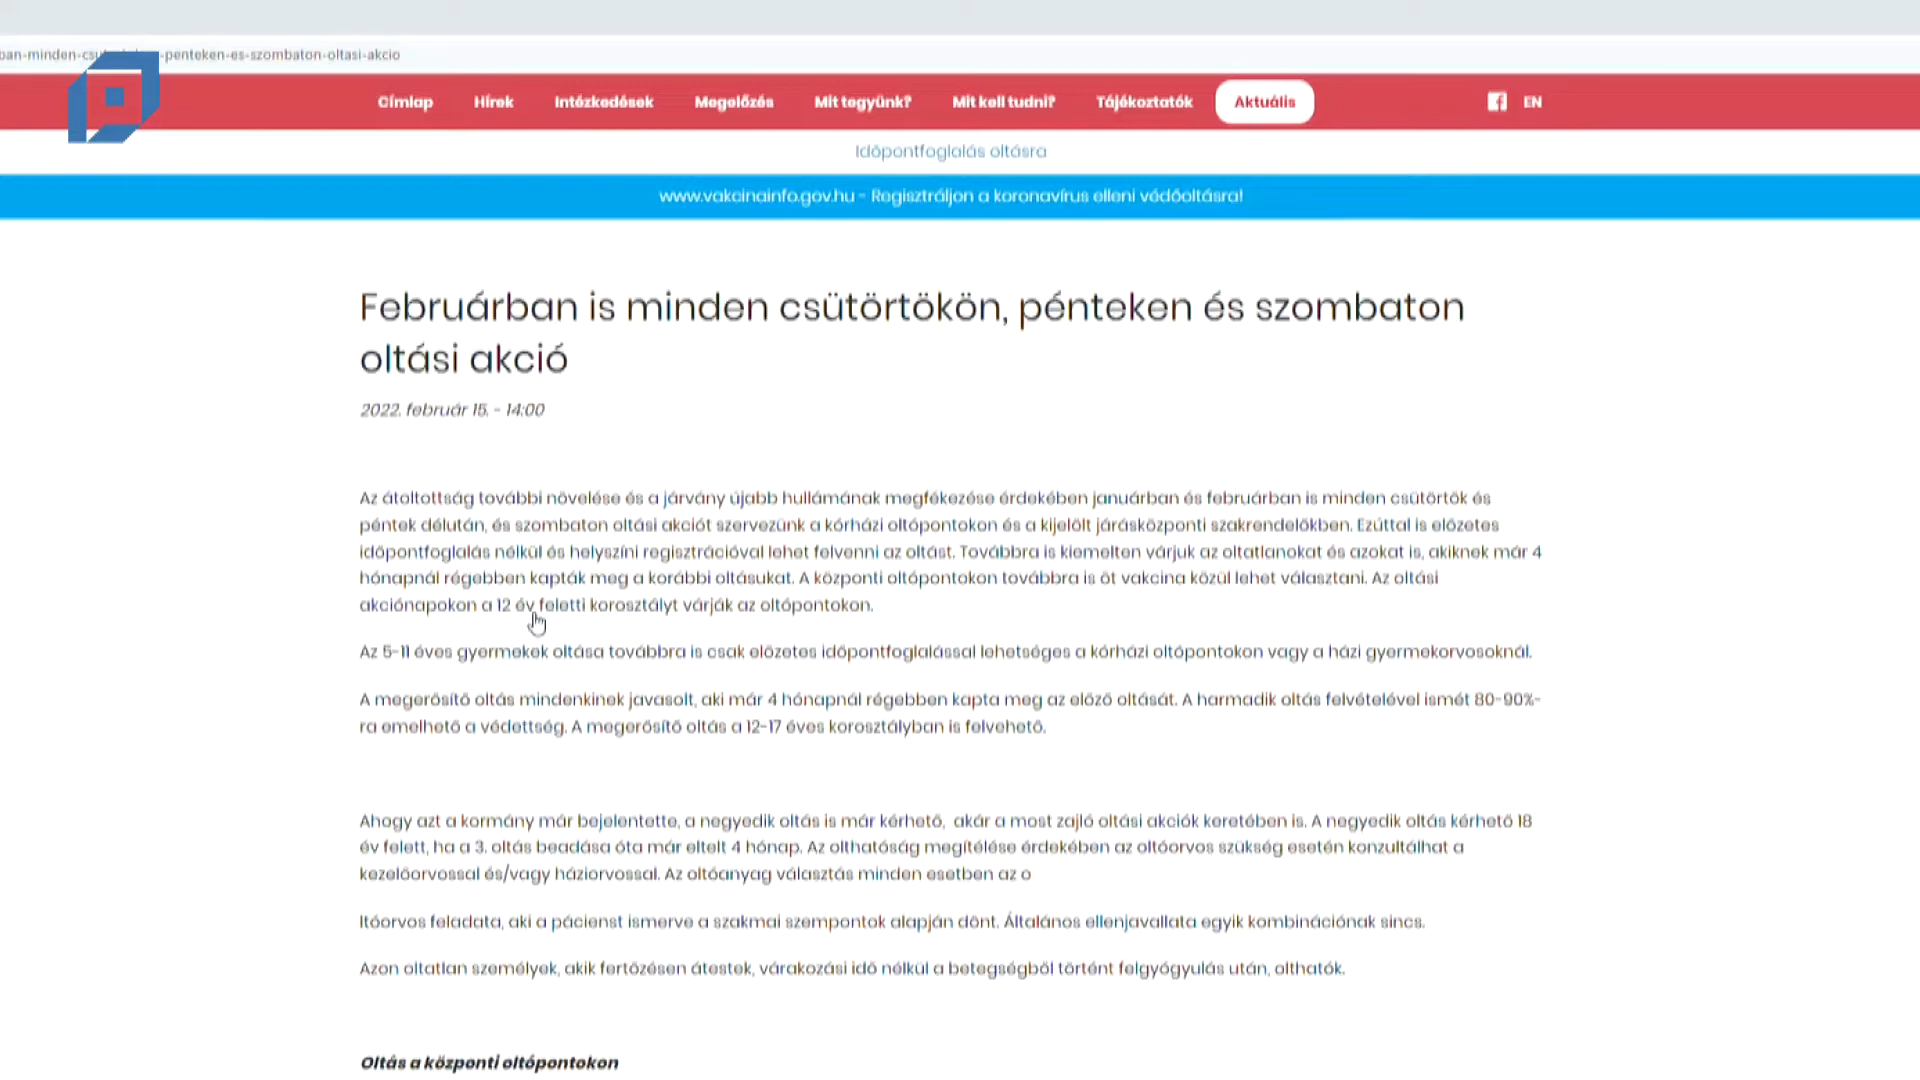 -penteken-es-szombaton-oltasi-akcio
Címlap Hírek Intézkedések Megelőzés Mit tegyünk? Mit kell tudni? Tájékoztatók Aktuális EN
Időpontfoglalás oltásra
www.vakcinainfo.gov.hu - Regisztráljon a koronavírus elleni védőoltásra!
Februárban is minden csütörtökön, pénteken és szombaton
oltási akció
2022. február 15. - 14:00
Az átoltottság további növelése és a járvány újabb hullámának megfékezése érdekében januárban és februárban is minden csütörtök és
péntek délután, és szombaton oltási akciót szervezünk a kórházi oltópontokon és a kijelölt járásközponti szakrendelőkben. Ezúttal is előzetes
időpontfoglalás nélkül és helyszíni regisztrációval lehet felvenni az oltást. Továbbra is kiemelten várjuk az oltatlanokat és azokat is, akiknek már 4
hónapnál régebben kapták meg a korábbi oltásukat. A központi oltópontokon továbbra is öt vakcina közül lehet választani. Az oltási
akciónapokon a 12 év feletti korosztályt várják az oltópontokon.
Az 5-11 éves gyermekek oltása továbbra is csak előzetes időpontfoglalással lehetséges a kórházi oltópontokon vagy a házi gyermekorvosoknál.
A megerősítő oltás mindenkinek javasolt, aki már 4 hónapnál régebben kapta meg az előző oltását. A harmadik oltás felvételével ismét 80-90%-
ra emelhető a védettség. A megerősítő oltás a 12-17 éves korosztályban is felvehető.
Ahogy azt a kormány már bejelentette, a negyedik oltás is már kérhető, akár a most zajló oltási akciók keretében is. A negyedik oltás kérhető 18
év felett, ha a 3. oltás beadása óta már eltelt 4 hónap. Az olthatóság megítélése érdekében az oltóorvos szükség esetén konzultálhat a
kezelőorvossal és/vagy háziorvossal. Az oltóanyag választás minden esetben az o
ltóorvos feladata, aki a pácienst ismerve a szakmai szempontok alapján dönt. Általános ellenjavallata egyik kombinációnak sincs.
Azon oltatlan személyek, akik fertőzésen átestek, várakozási idő nélkül a betegségből történt felgyógyulás után, olthatók.
Oltás a központi oltópontokon